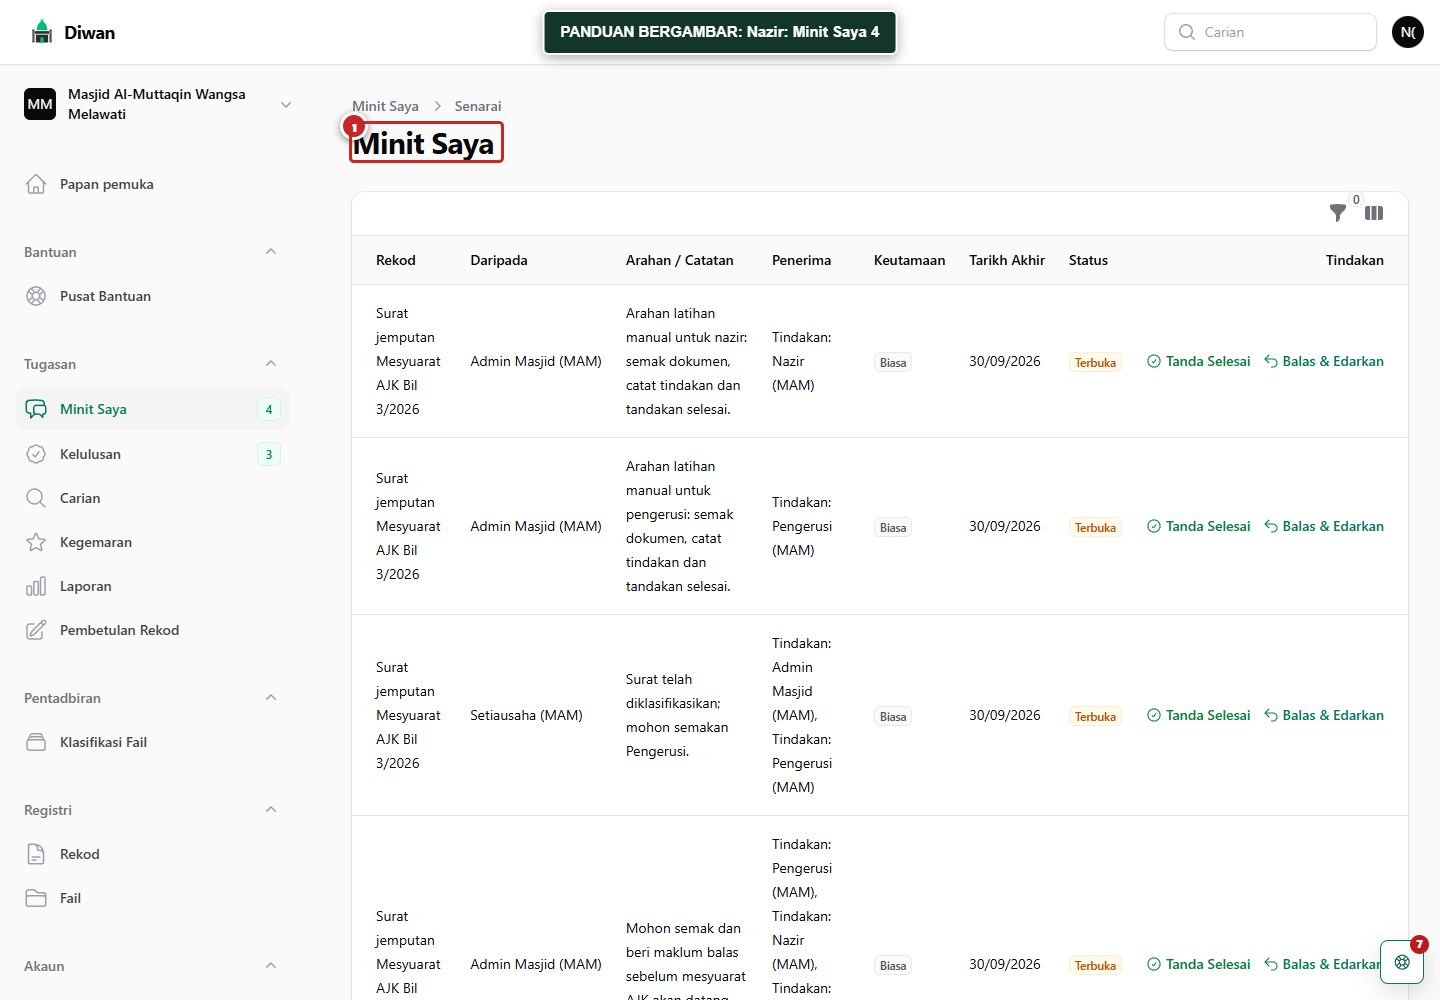 Diwan
PANDUAN BERGAMBAR: Nazir: Minit Saya 4
Carian
N(
MM
Masjid Al-Muttaqin Wangsa
Melawati
Papan pemuka
Bantuan
Pusat Bantuan
Tugasan
Minit Saya
4
Kelulusan
3
Carian
Kegemaran
Laporan
Pembetulan Rekod
Pentadbiran
Klasifikasi Fail
Registri
Rekod
Fail
Akaun
Minit Saya
Senarai
1
Minit Saya
0
Rekod
Daripada
Arahan / Catatan
Penerima
Keutamaan
Tarikh Akhir
Status
Tindakan
Surat
jemputan
Mesyuarat
AJK Bil
3/2026
Admin Masjid (MAM)
Arahan latihan
manual untuk nazir:
semak dokumen,
catat tindakan dan
tandakan selesai.
Tindakan:
Nazir
(MAM)
Biasa
30/09/2026
Terbuka
Tanda Selesai
Balas & Edarkan
Surat
jemputan
Mesyuarat
AJK Bil
3/2026
Admin Masjid (MAM)
Arahan latihan
manual untuk
pengerusi: semak
dokumen, catat
tindakan dan
tandakan selesai.
Tindakan:
Pengerusi
(MAM)
Biasa
30/09/2026
Terbuka
Tanda Selesai
Balas & Edarkan
Surat
jemputan
Mesyuarat
AJK Bil
3/2026
Setiausaha (MAM)
Surat telah
diklasifikasikan;
mohon semakan
Pengerusi.
Tindakan:
Admin
Masjid
(MAM),
Tindakan:
Pengerusi
(MAM)
Biasa
30/09/2026
Terbuka
Tanda Selesai
Balas & Edarkan
Surat
jemputan
Mesyuarat
AJK Bil
Admin Masjid (MAM)
Mohon semak dan
beri maklum balas
sebelum mesyuarat
AJK akan datang.
Tindakan:
Pengerusi
(MAM),
Tindakan:
Nazir
(MAM),
Tindakan:
Biasa
30/09/2026
Terbuka
Tanda Selesai
Balas & Edarkan
7